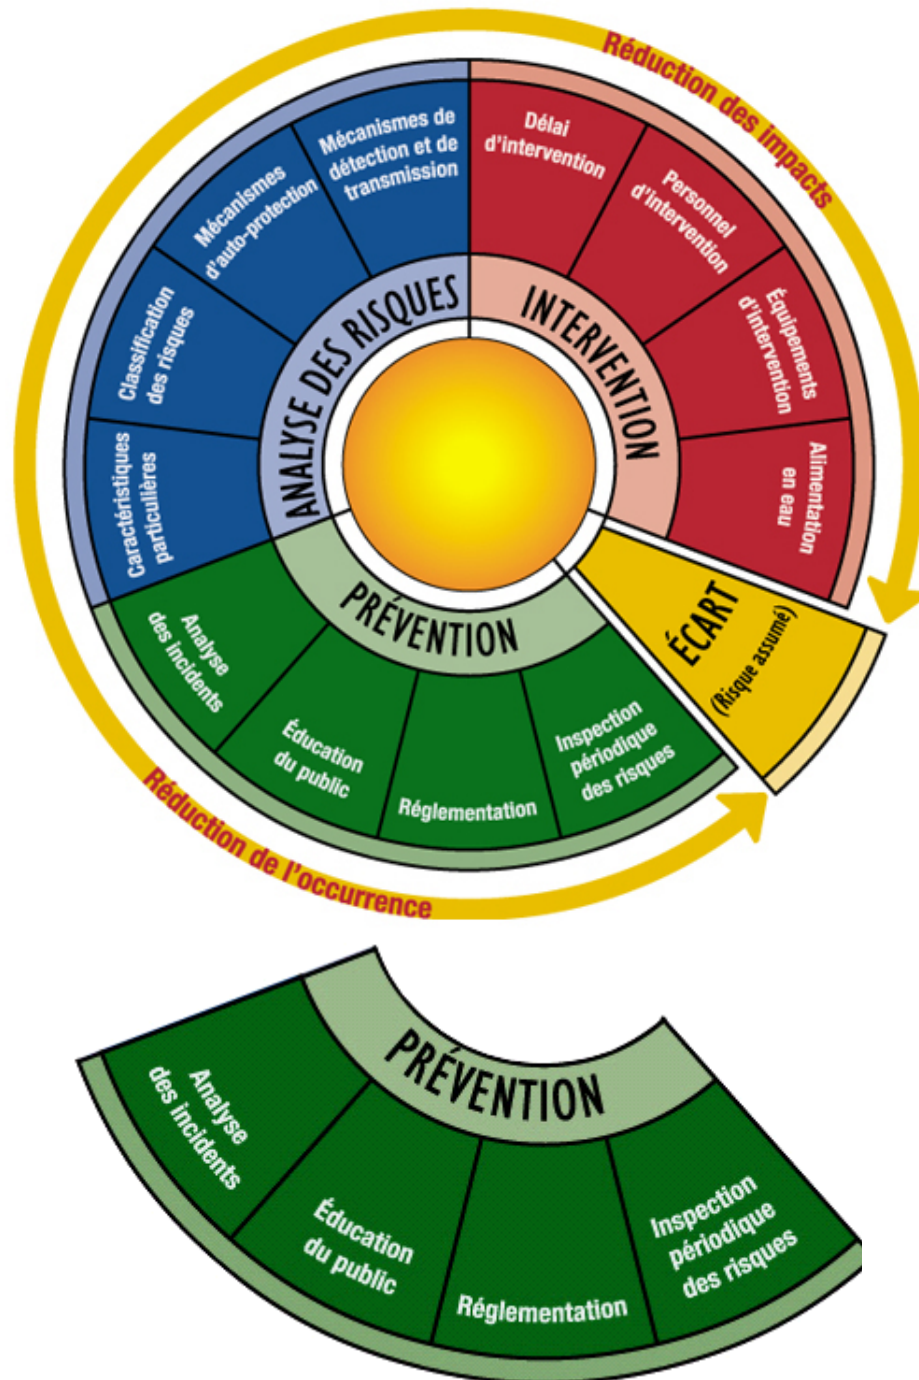 Réduction des impacts
Mécanismes de
détection et de
transmission
Délai
d'intervention
Mécanismes
d'auto-protection
Personnel
d'intervention
Classification
des risques
Équipements
d'intervention
Caractéristiques
particulières
Alimentation
en eau
ANALYSE DES RISQUES
INTERVENTION
PRÉVENTION
ÉCART
(Risque assumé)
Analyse
des incidents
Éducation
du public
Réglementation
Inspection
périodique
des risques
Réduction de l'occurrence
PRÉVENTION
Analyse
des incidents
Éducation
du public
Réglementation
Inspection
périodique
des risques